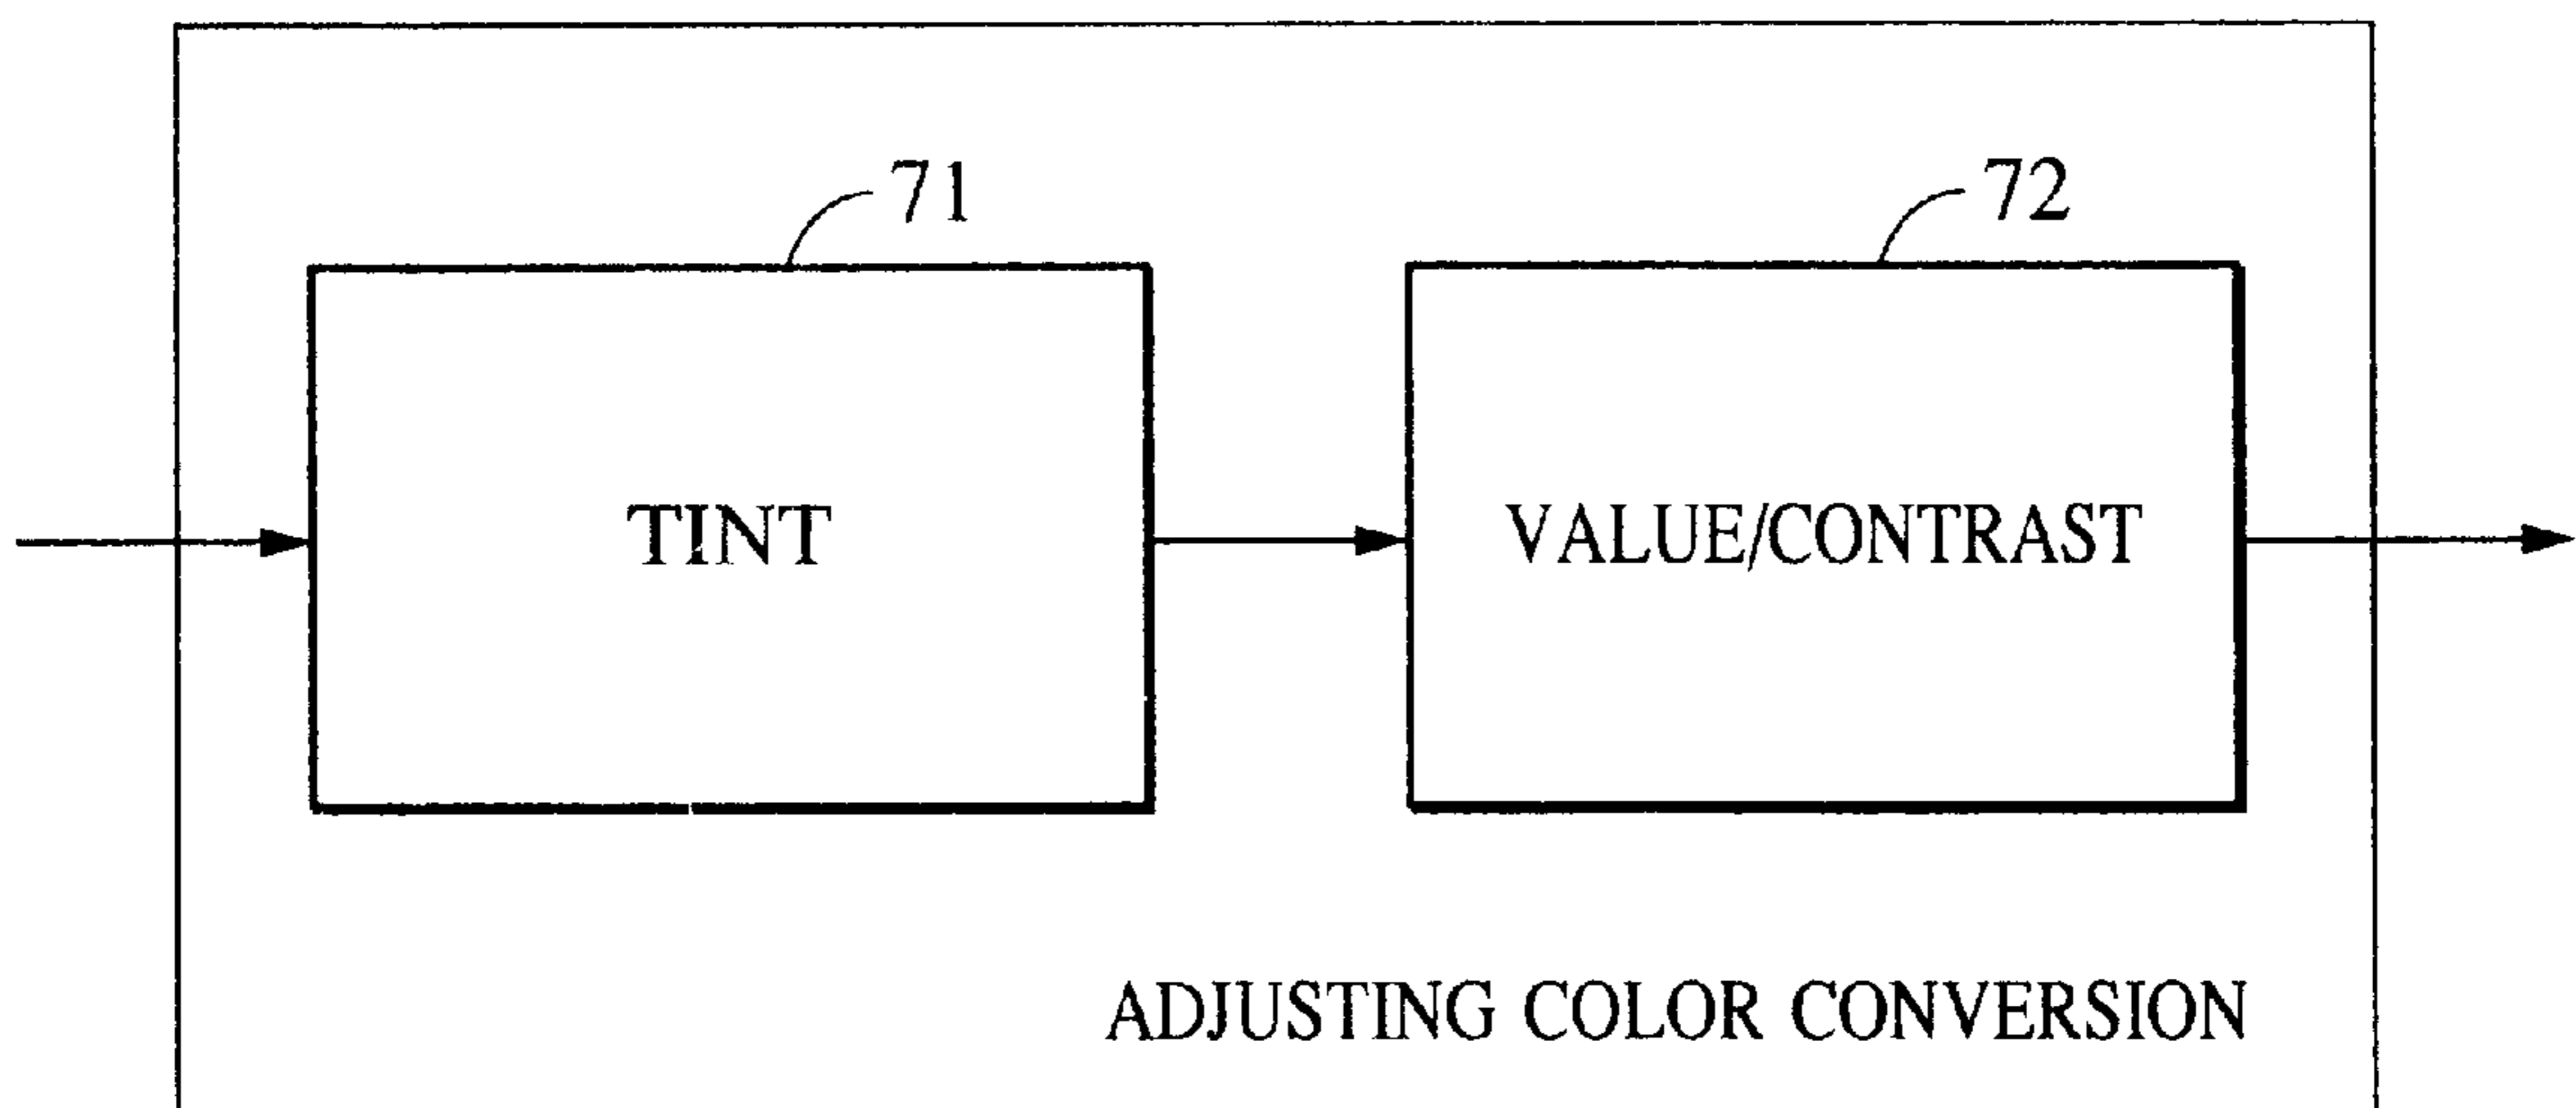 71
72
TINT
VALUE/CONTRAST
ADJUSTING COLOR CONVERSION